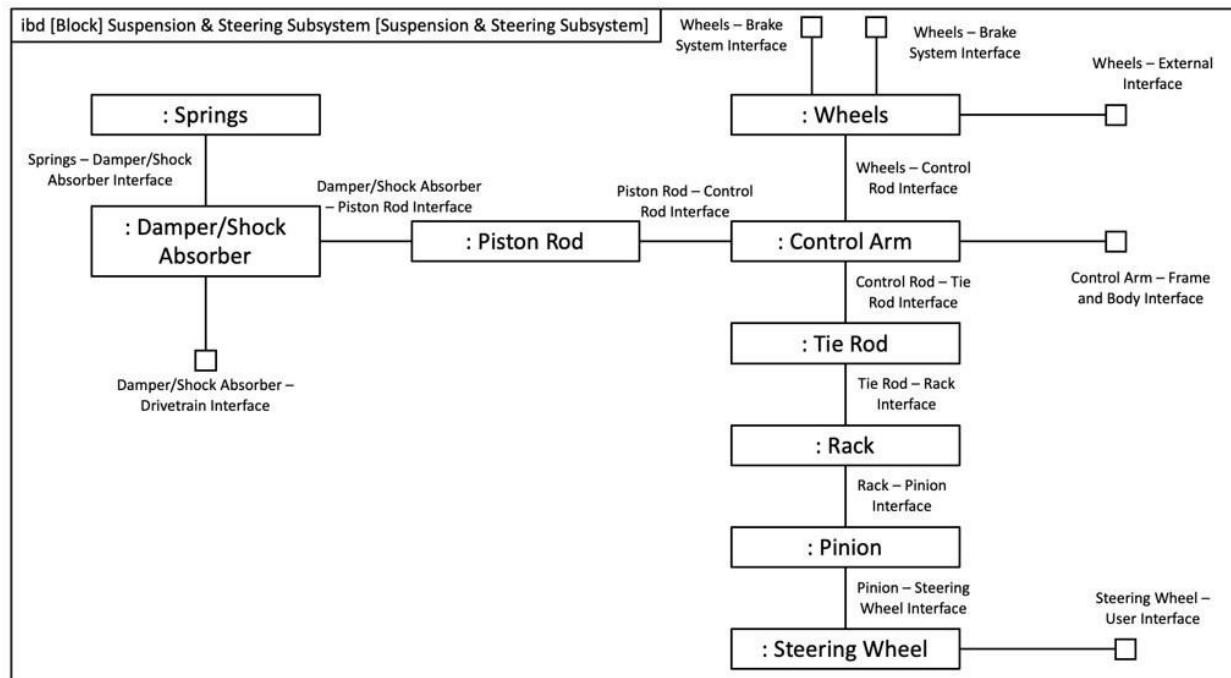 ibd [Block] Suspension & Steering Subsystem [Suspension & Steering Subsystem]
Wheels – Brake
System Interface
Wheels – Brake
System Interface
Wheels – External
Interface
: Springs
: Wheels
Springs – Damper/Shock
Absorber Interface
Wheels – Control
Rod Interface
Damper/Shock Absorber
– Piston Rod Interface
Piston Rod – Control
Rod Interface
: Damper/Shock
Absorber
: Piston Rod
: Control Arm
Control Rod – Tie
Rod Interface
Control Arm – Frame
and Body Interface
: Tie Rod
Damper/Shock Absorber –
Drivetrain Interface
Tie Rod – Rack
Interface
: Rack
Rack – Pinion
Interface
: Pinion
Pinion – Steering
Wheel Interface
Steering Wheel –
User Interface
: Steering Wheel